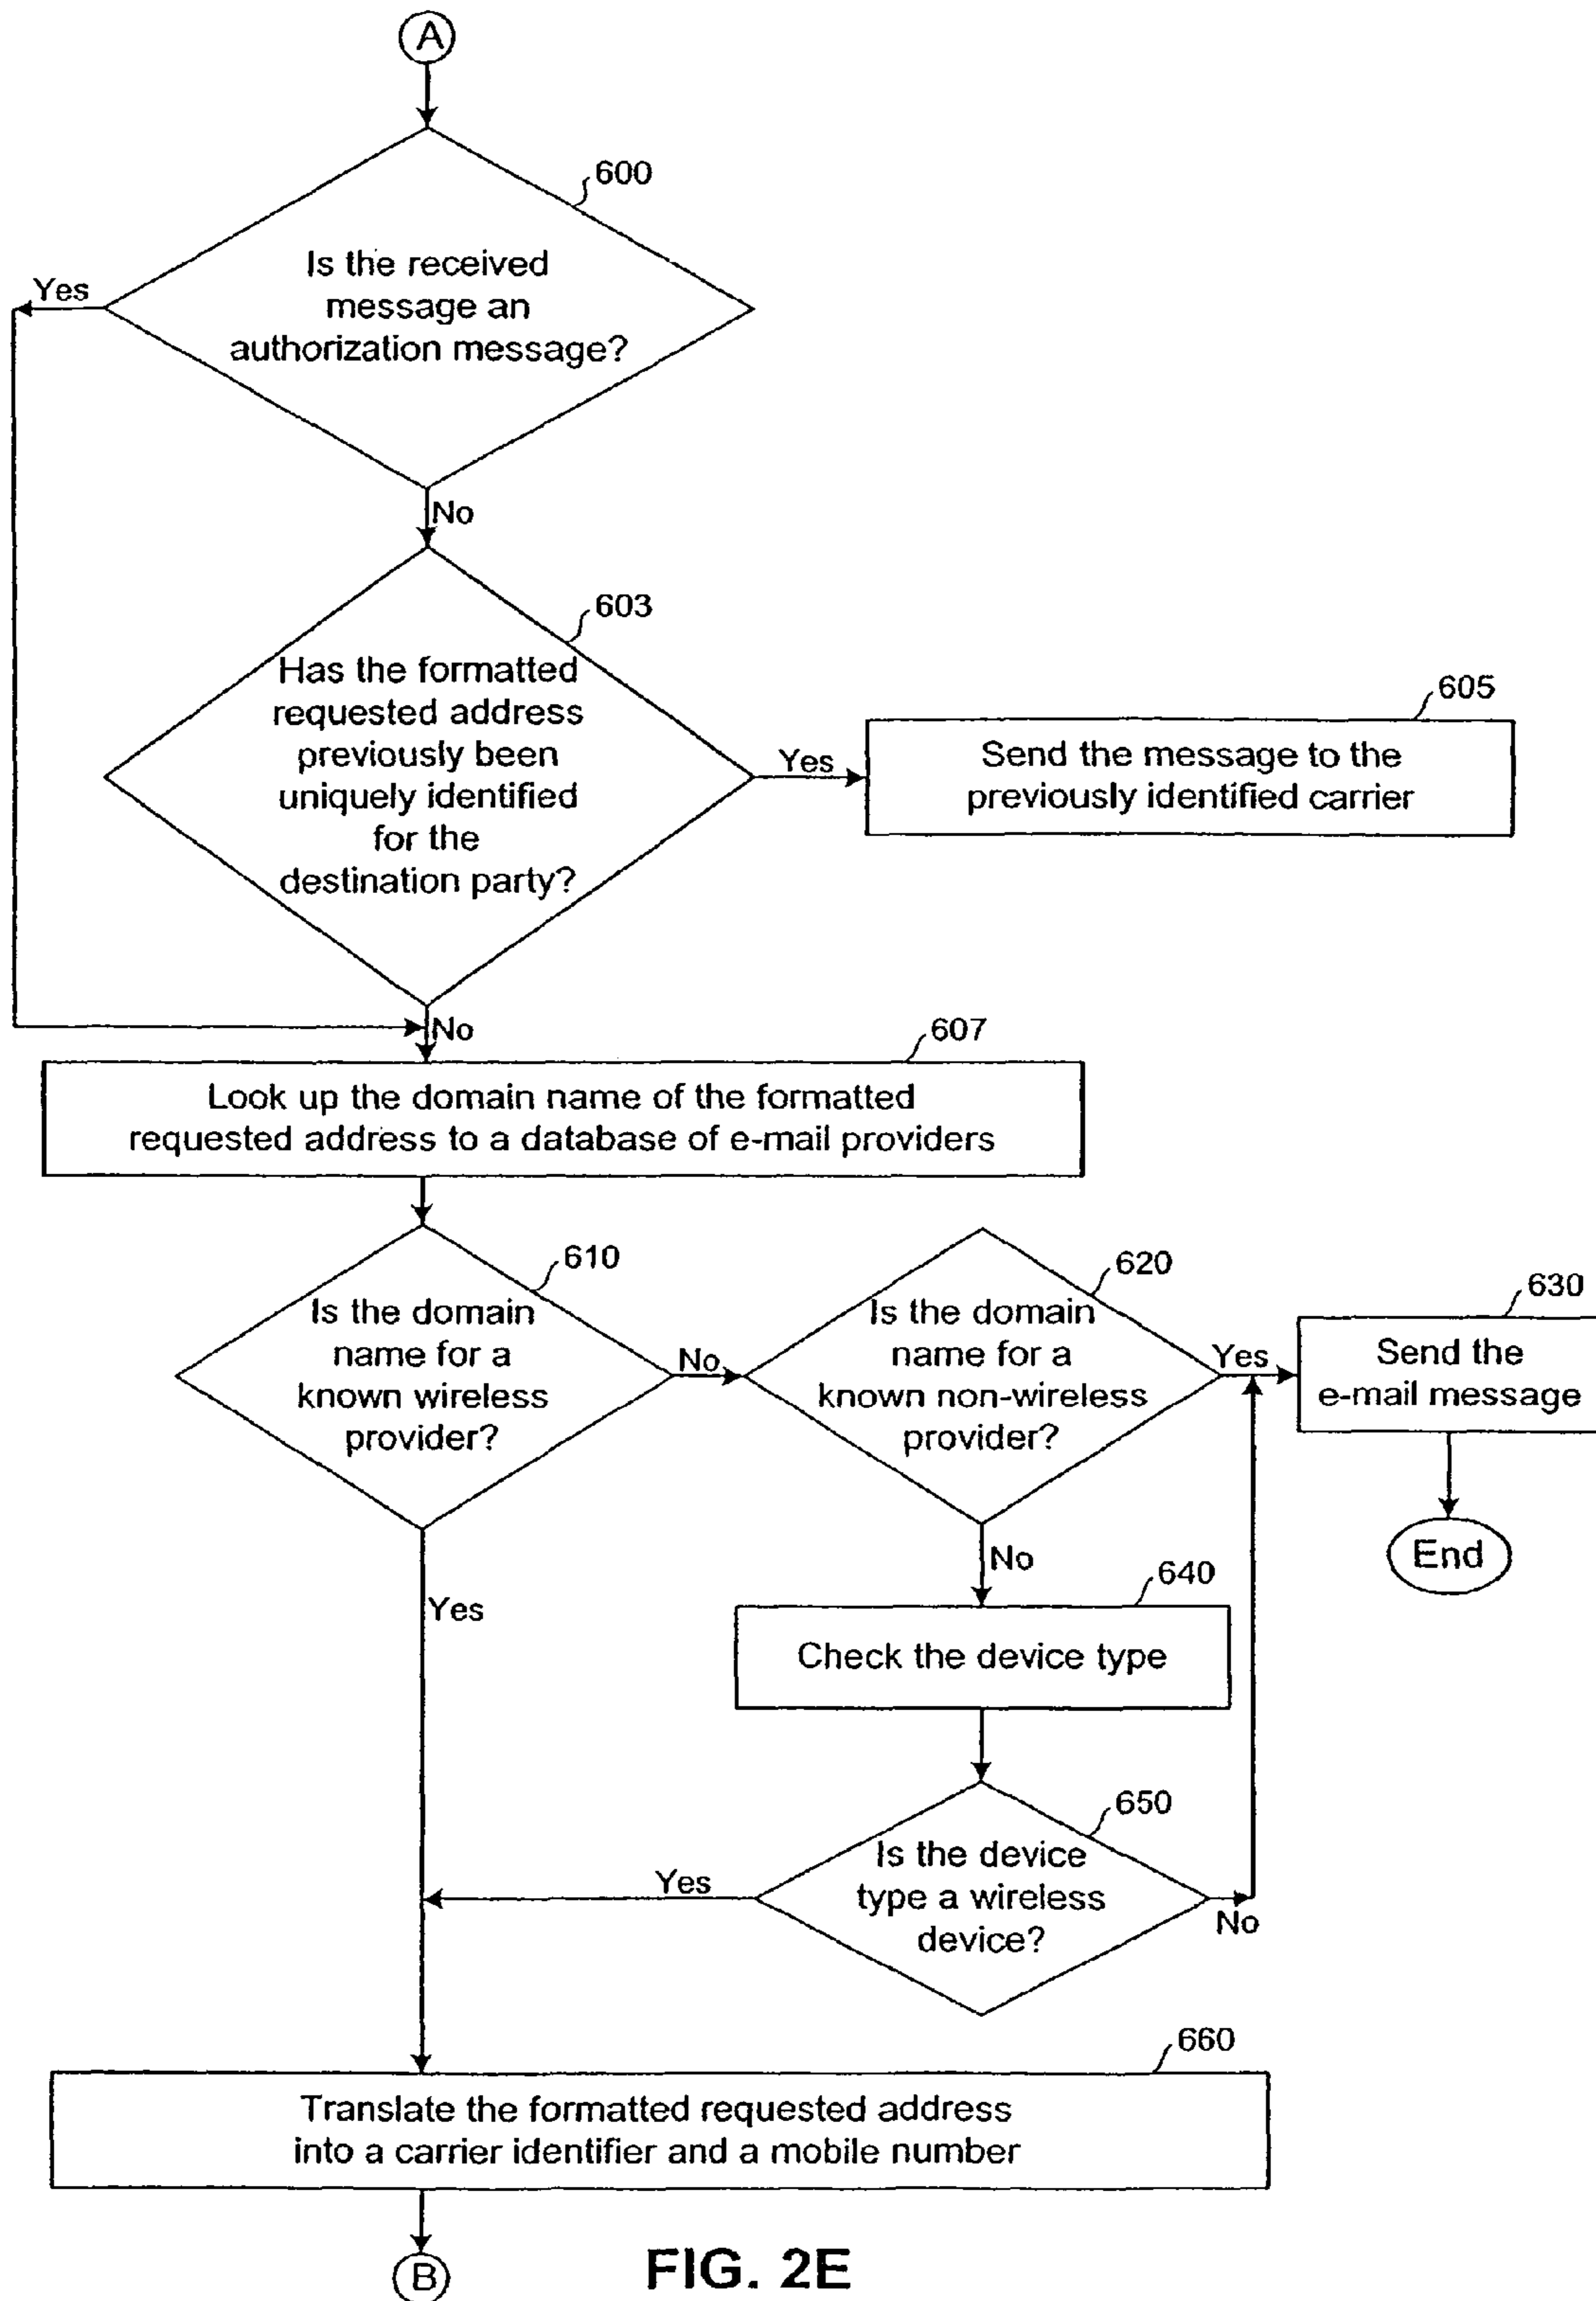 A
600
Is the received
message an
authorization message?
Yes
No
603
Has the formatted
requested address
previously been
uniquely identified
for the
destination party?
Yes
605
Send the message to the
previously identified carrier
No
607
Look up the domain name of the formatted
requested address to a database of e-mail providers
610
Is the domain
name for a
known wireless
provider?
No
620
Is the domain
name for a
known non-wireless
provider?
Yes
630
Send the
e-mail message
End
No
Yes
640
Check the device type
650
Is the device
type a wireless
device?
Yes
No
660
Translate the formatted requested address
into a carrier identifier and a mobile number
B
FIG. 2E